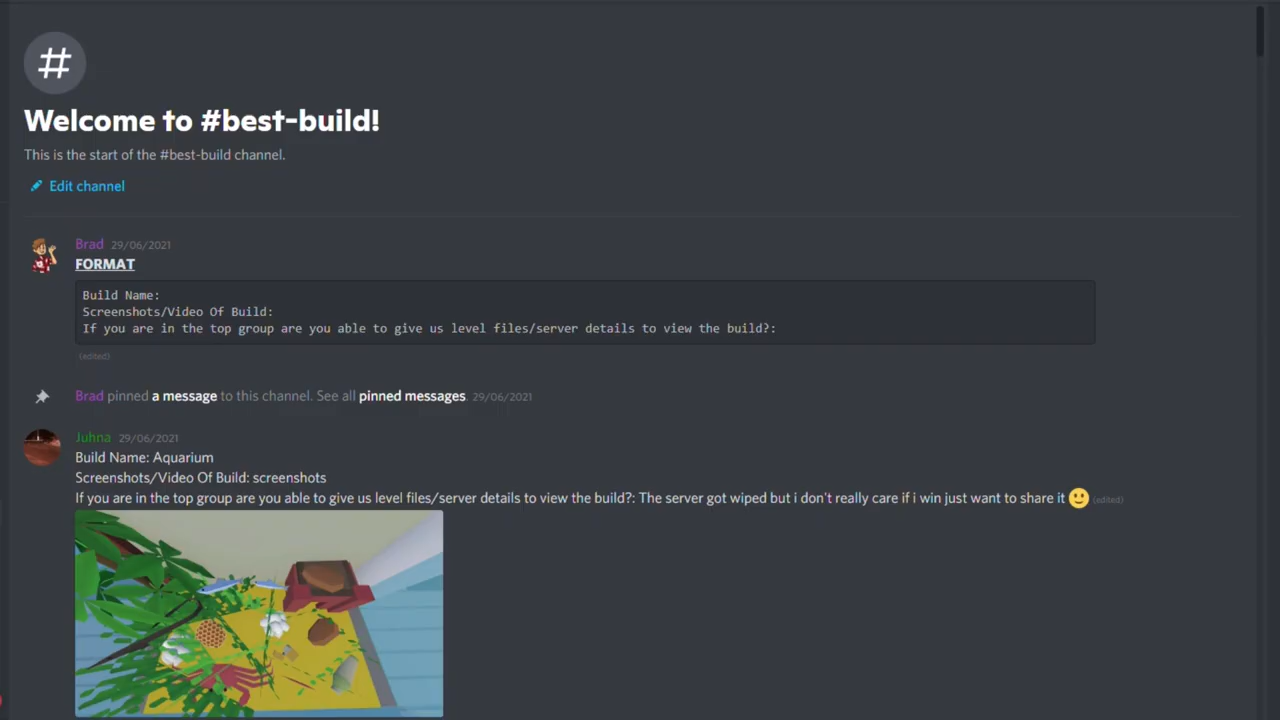 #
Welcome to #best-build!
This is the start of the #best-build channel.
Edit channel
Brad 29/06/2021
FORMAT
Build Name:
Screenshots/Video Of Build:
If you are in the top group are you able to give us level files/server details to view the build?:
(edited)
Brad pinned a message to this channel. See all pinned messages. 29/06/2021
Juhna 29/06/2021
Build Name: Aquarium
Screenshots/Video Of Build: screenshots
If you are in the top group are you able to give us level files/server details to view the build?: The server got wiped but i don't really care if i win just want to share it 🙂 (edited)